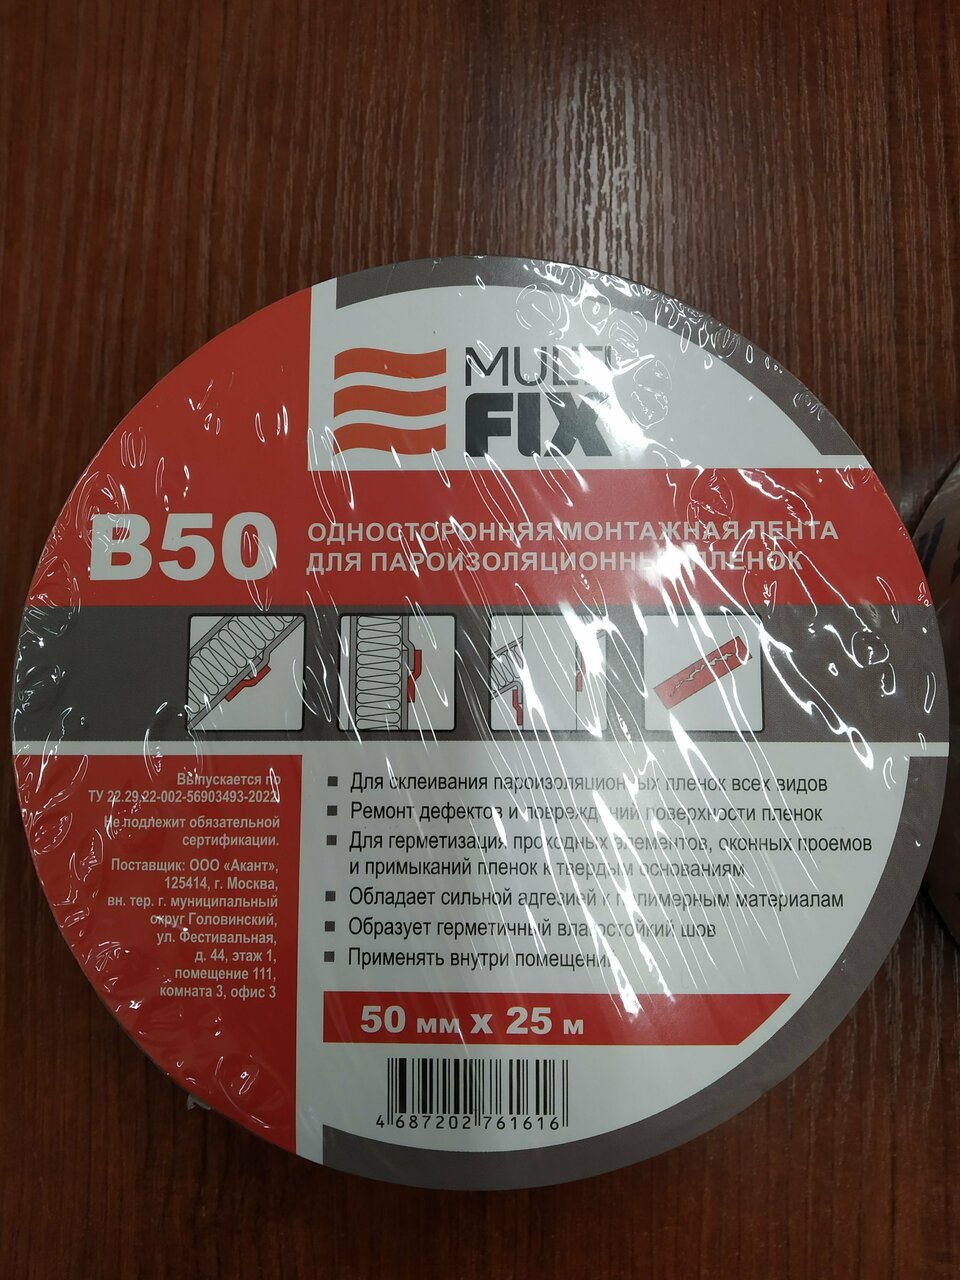 MULTI
FIX
B50
ОДНОСТОРОННЯЯ МОНТАЖНАЯ ЛЕНТА
ДЛЯ ПАРОИЗОЛЯЦИОННЫХ ПЛЕНОК
Выпускается по
ТУ 22.29.22-002-56903493-2022.
Не подлежит обязательной
сертификации.
Поставщик: ООО «Акант»,
125414, г. Москва,
вн. тер. г. муниципальный
округ Головинский,
ул. Фестивальная,
д. 44, этаж 1,
помещение 111,
комната 3, офис 3
Для склеивания пароизоляционных пленок всех видов
Ремонт дефектов и повреждений поверхности пленок
Для герметизация проходных элементов, оконных проемов
и примыканий пленок к твердым основаниям
Обладает сильной адгезией к полимерным материалам
Образует герметичный влагостойкий шов
Применять внутри помещений
50 мм x 25 м
4 687202 761616